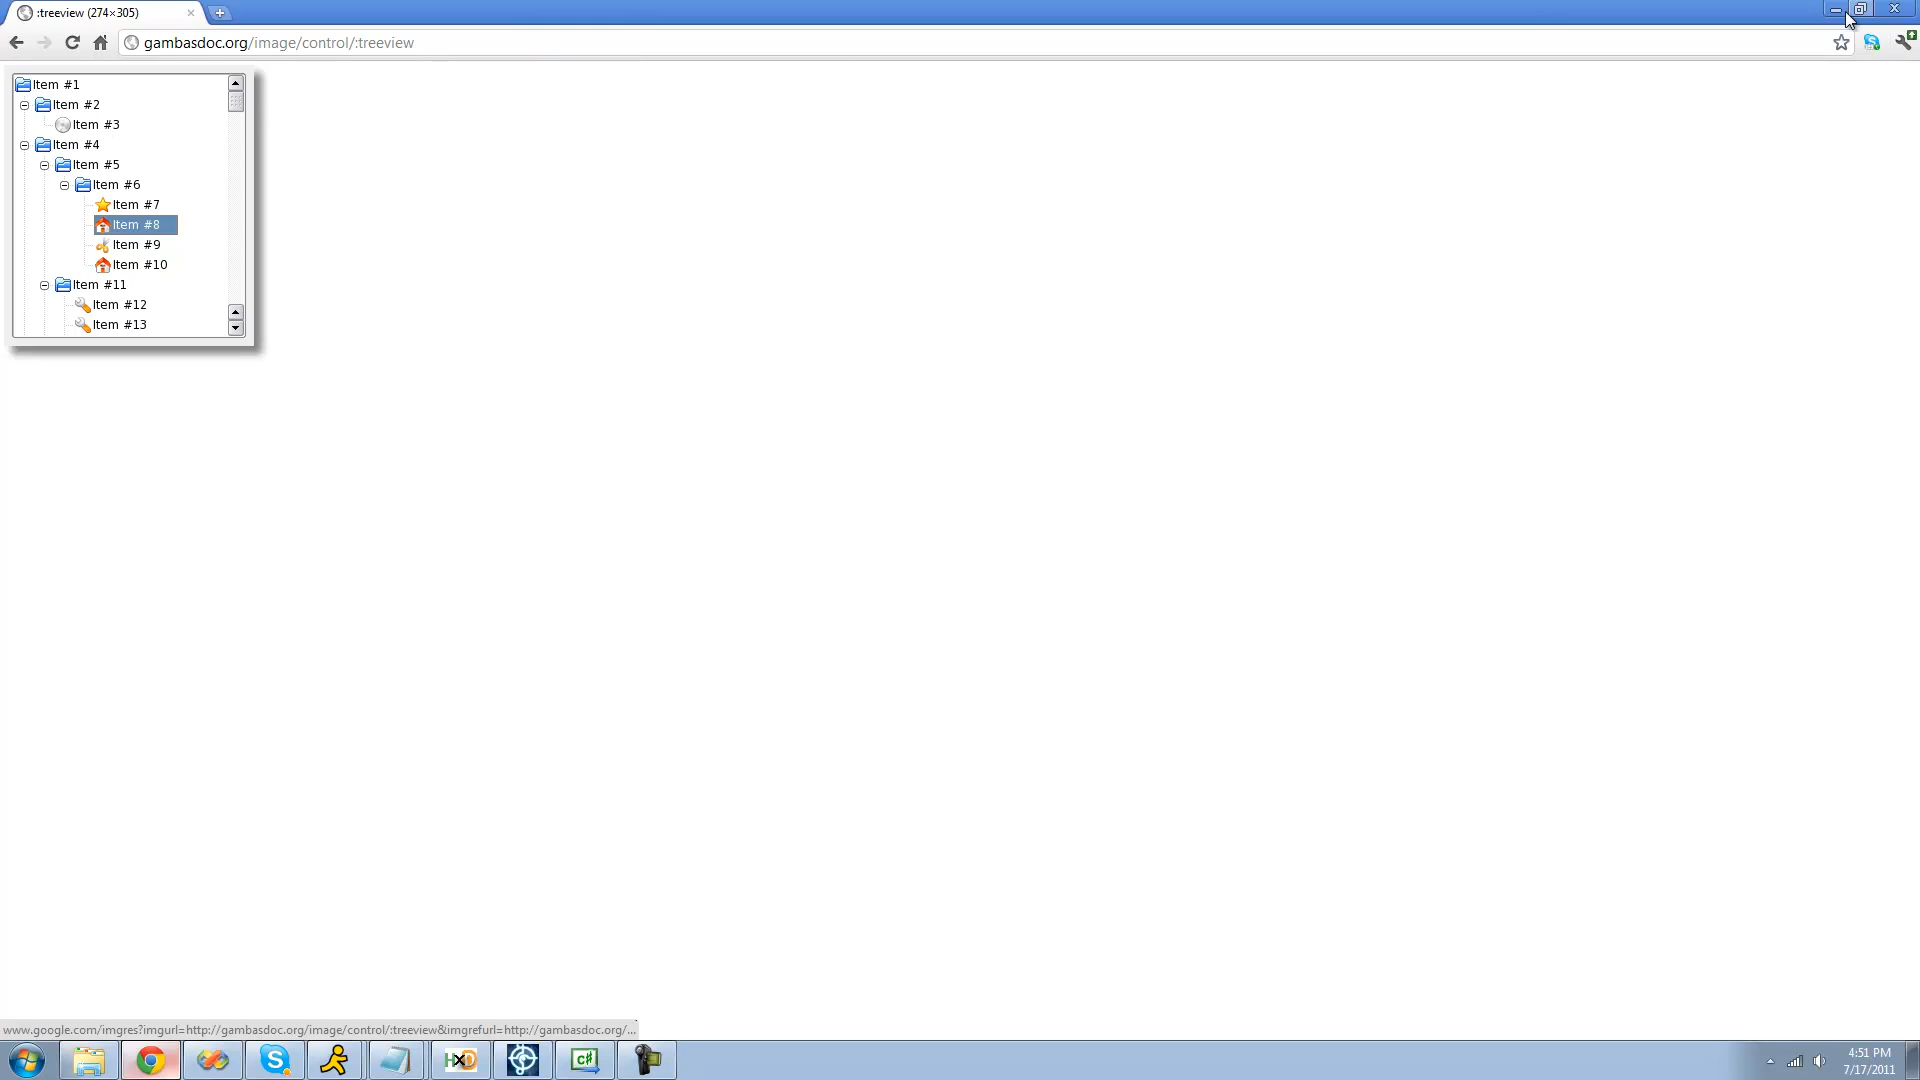 :treeview (274×305)
gambasdoc.org/image/control/:treeview
Item #1
Item #2
Item #3
Item #4
Item #5
Item #6
Item #7
Item #8
Item #9
Item #10
Item #11
Item #12
Item #13
www.google.com/imgres?imgurl=http://gambasdoc.org/image/control/:treeview&imgrefurl=http://gambasdoc.org/...
HXD
C#
4:51 PM
7/17/2011